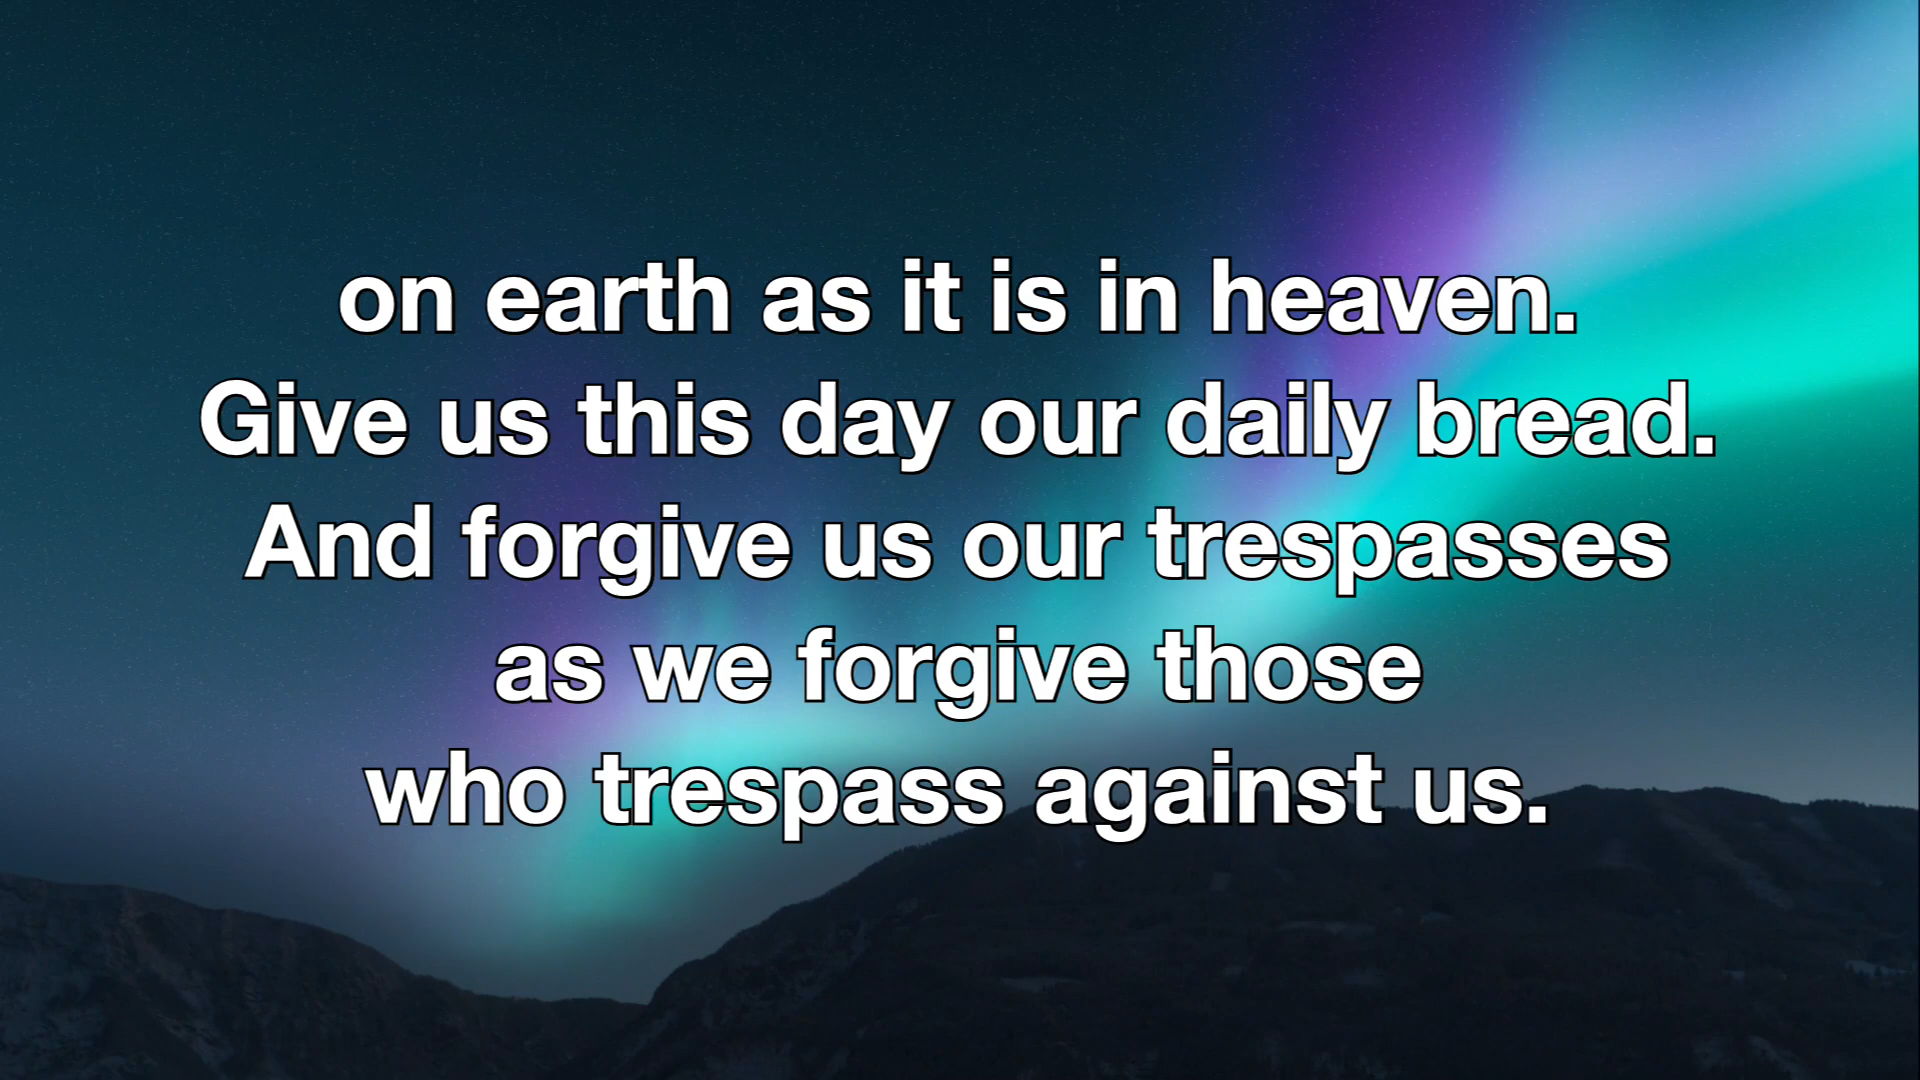 on earth as it is in heaven.
Give us this day our daily bread.
And forgive us our trespasses
as we forgive those
who trespass against us.